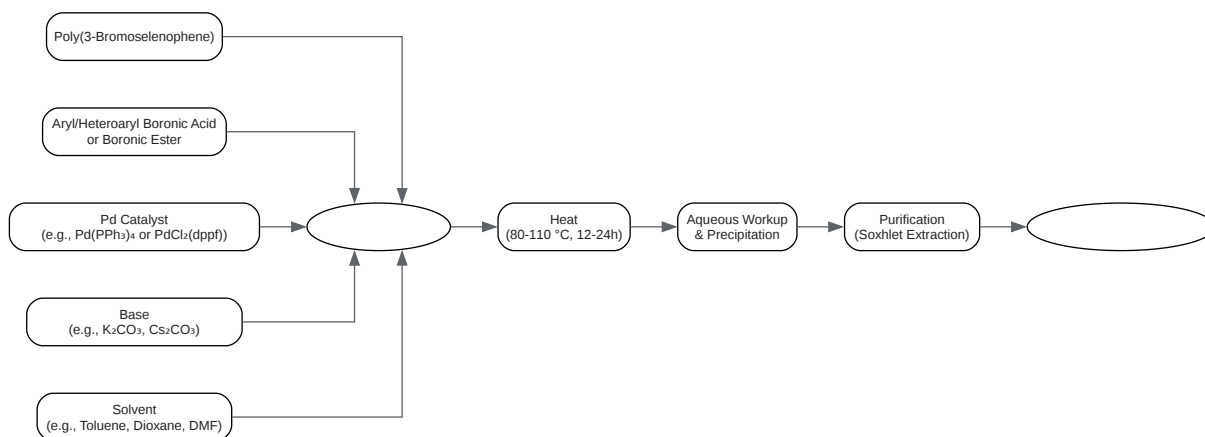 Poly(3-Bromoselenophene)
Aryl/Heteroaryl Boronic Acid
or Boronic Ester
Pd Catalyst
(e.g., Pd(PPh₃)₄ or PdCl₂(dppf))
Base
(e.g., K₂CO₃, Cs₂CO₃)
Solvent
(e.g., Toluene, Dioxane, DMF)
Heat
(80-110 °C, 12-24h)
Aqueous Workup
& Precipitation
Purification
(Soxhlet Extraction)